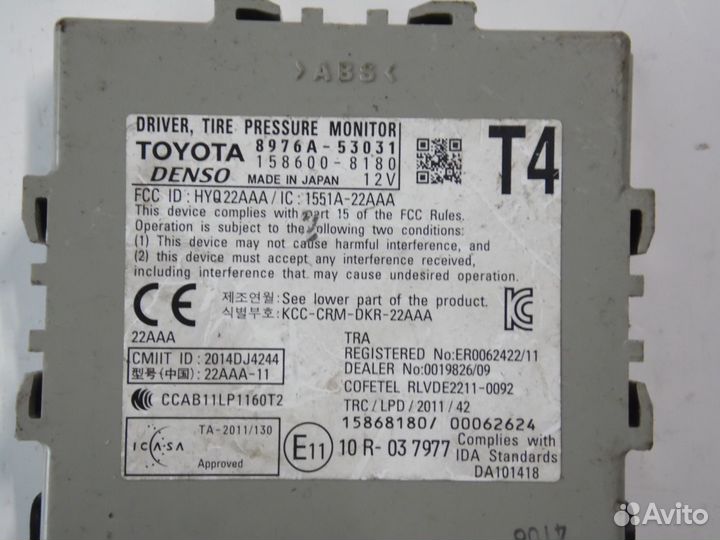 >ABS<
DRIVER, TIRE PRESSURE MONITOR
TOYOTA 8976A-53031
158600-8180
DENSO MADE IN JAPAN 12V
T4
FCC ID : HYQ22AAA / IC : 1551A-22AAA
This device complies with Part 15 of the FCC Rules.
Operation is subject to the following two conditions:
(1) This device may not cause harmful interference, and
(2) this device must accept any interference received,
including interference that may cause undesired operation.
CE
제조연월: See lower part of the product.
식별부호: KCC-CRM-DKR-22AAA
22AAA
CMIIT ID : 2014DJ4244
型号(中国) : 22AAA-11
CCAB11LP1160T2
ICASA
TA-2011/130
Approved
TRA
REGISTERED No:ER0062422/11
DEALER No:0019826/09
COFETEL RLVDE2211-0092
TRC / LPD / 2011 / 42
15868180/ 00062624
E11 10 R- 03 7977
Complies with
IDA Standards
DA101418
4106
Avito